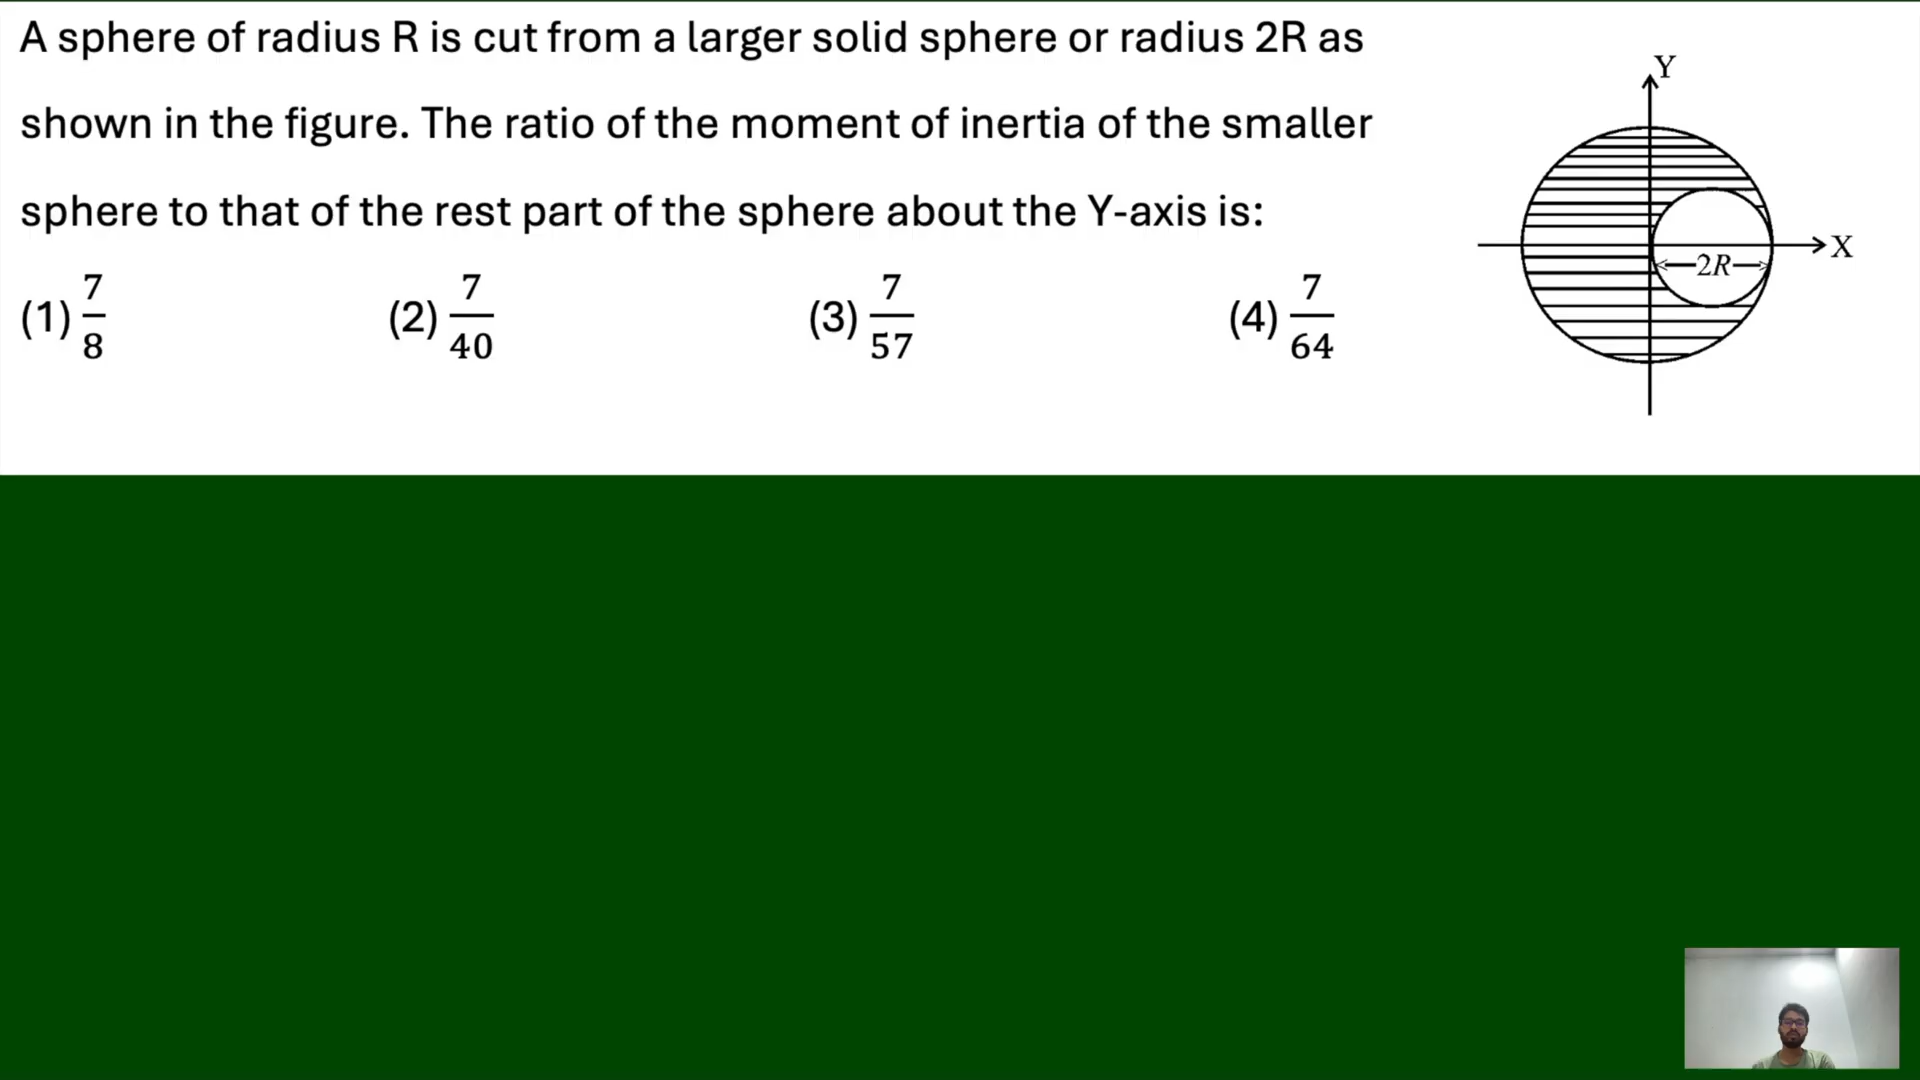 A sphere of radius R is cut from a larger solid sphere or radius 2R as
shown in the figure. The ratio of the moment of inertia of the smaller
sphere to that of the rest part of the sphere about the Y-axis is:
(1) 7/8 (2) 7/40 (3) 7/57 (4) 7/64
Y
X
2R